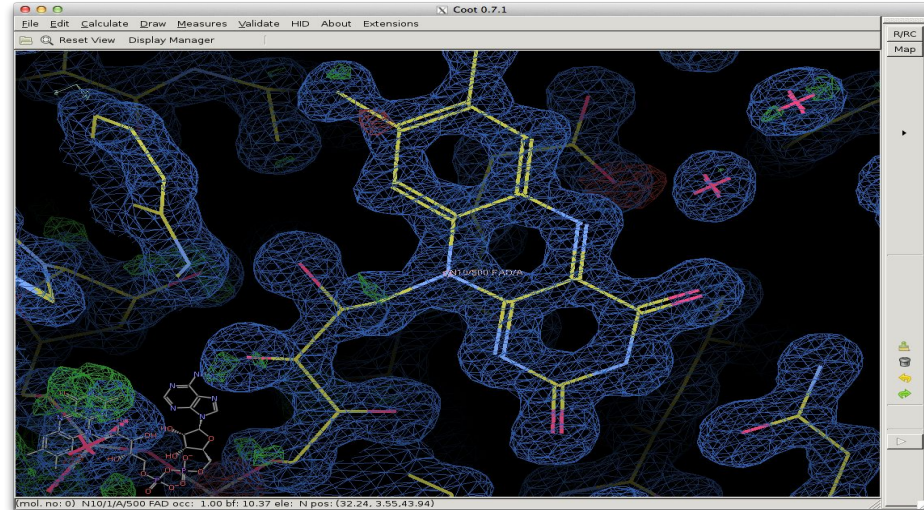 Coot 0.7.1
File Edit Calculate Draw Measures Validate HID About Extensions
Reset View Display Manager
R/RC
Map
N10/500 FAD/A
(mol. no: 0) N10/1/A/500 FAD occ: 1.00 bf: 10.37 ele: N pos: (32.24, 3.55,43.94)